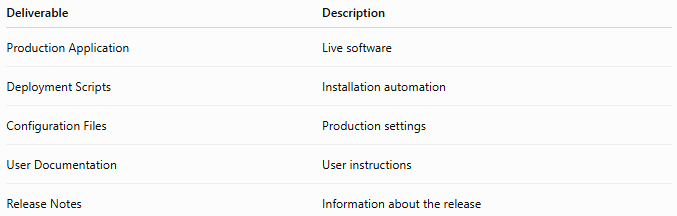 Deliverable Description
Production Application Live software
Deployment Scripts Installation automation
Configuration Files Production settings
User Documentation User instructions
Release Notes Information about the release